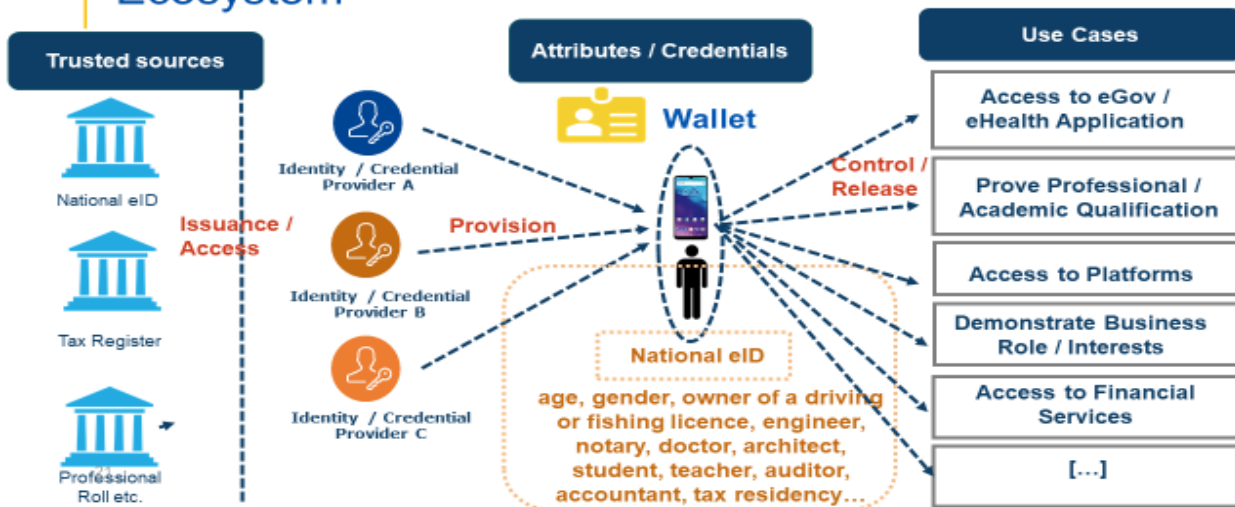 Ecosystem
Trusted sources
Attributes / Credentials
Use Cases
National eID
Tax Register
Professional
Roll etc.
21
Issuance /
Access
Identity / Credential
Provider A
Identity / Credential
Provider B
Identity / Credential
Provider C
Provision
Wallet
Control /
Release
National eID
age, gender, owner of a driving
or fishing licence, engineer,
notary, doctor, architect,
student, teacher, auditor,
accountant, tax residency...
Access to eGov /
eHealth Application
Prove Professional /
Academic Qualification
Access to Platforms
Demonstrate Business
Role / Interests
Access to Financial
Services
[...]